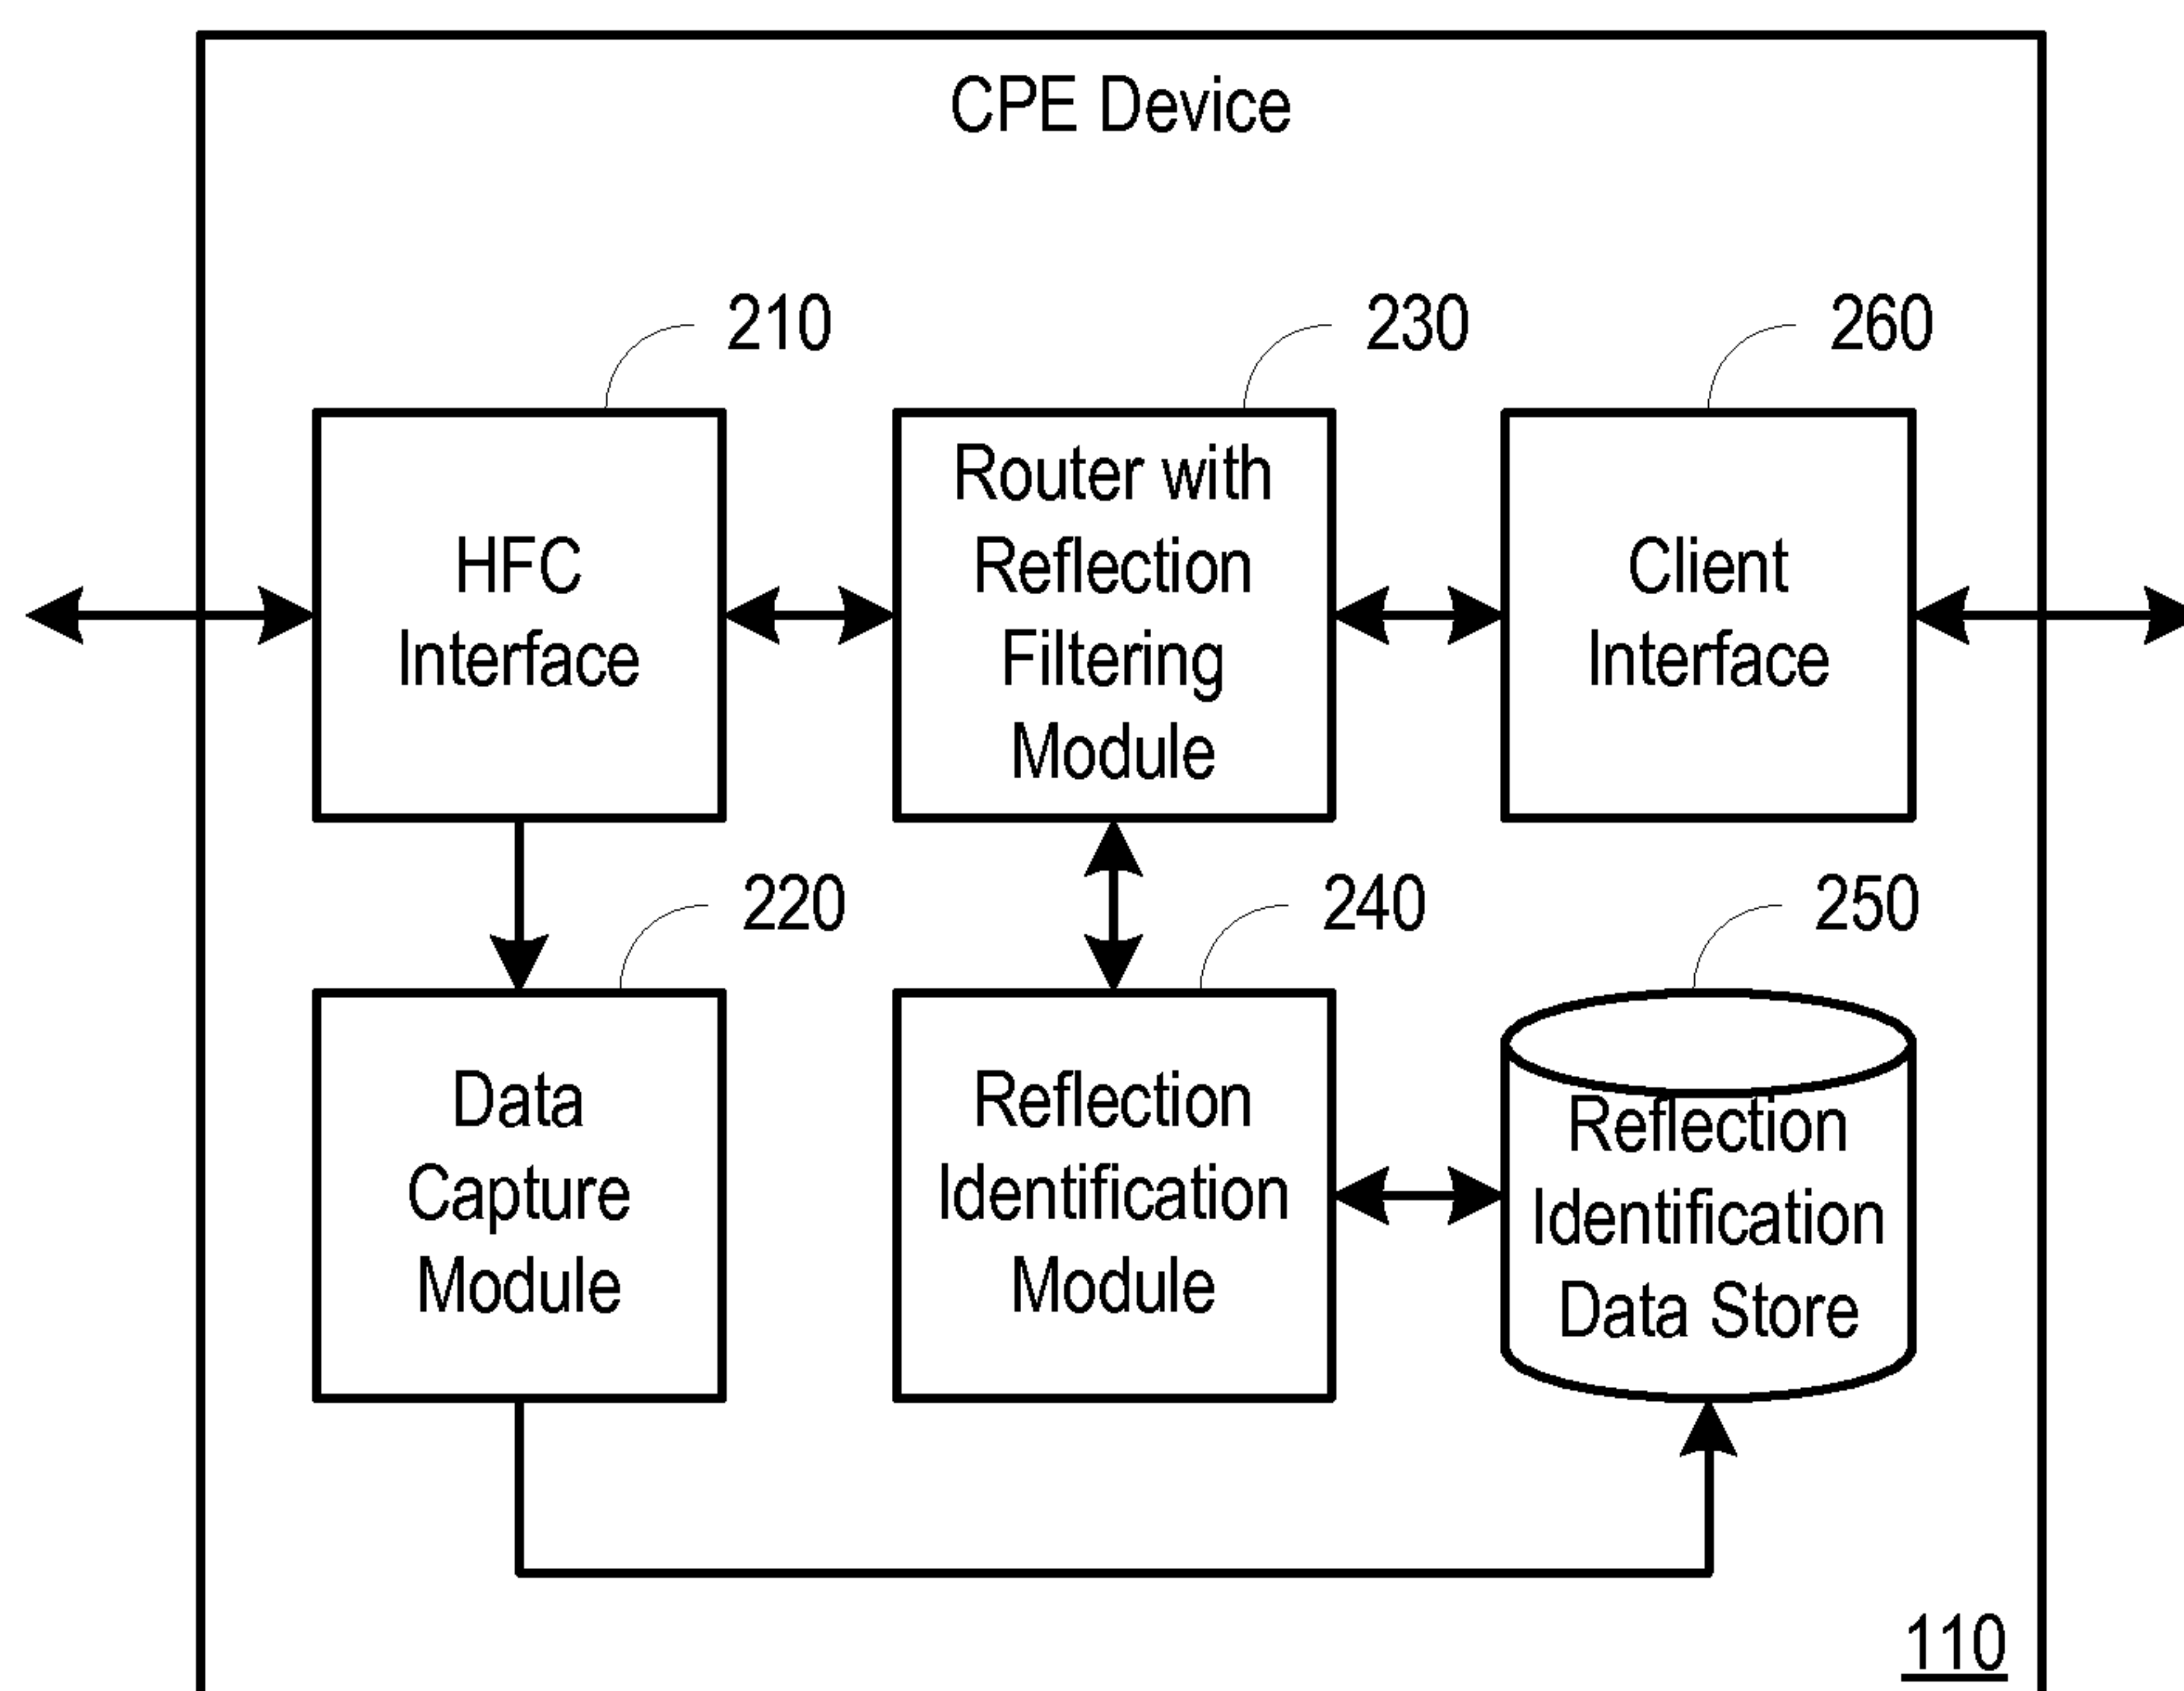 CPE Device
210
230
260
HFC
Interface
Router with
Reflection
Filtering
Module
Client
Interface
220
240
250
Data
Capture
Module
Reflection
Identification
Module
Reflection
Identification
Data Store
110